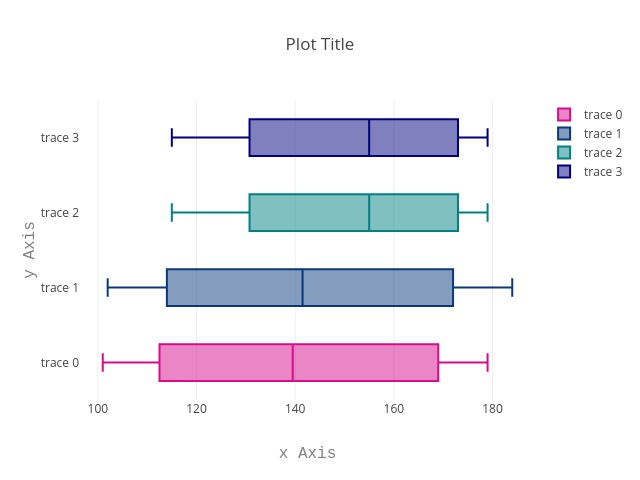 Plot Title
trace 3
trace 2
trace 1
trace 0
y Axis
100 120 140 160 180
x Axis
trace 0
trace 1
trace 2
trace 3